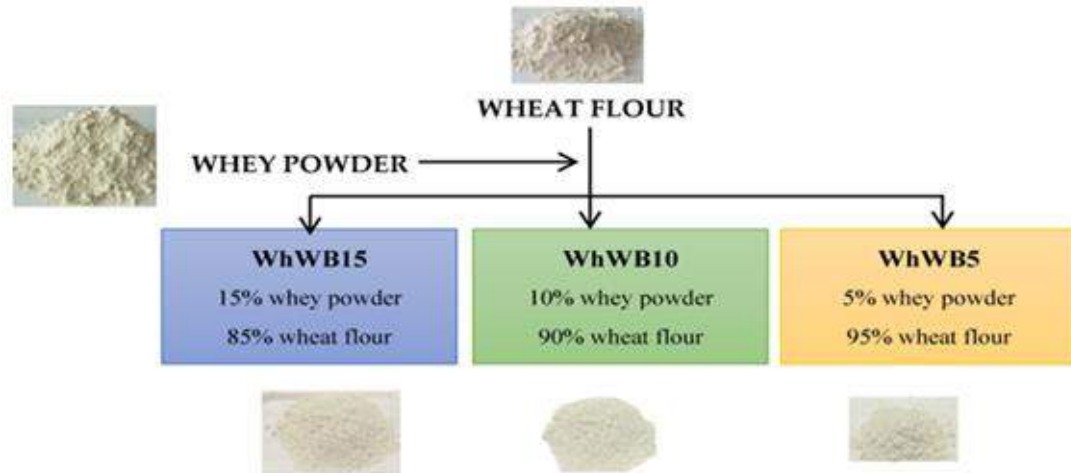 WHEAT FLOUR
WHEY POWDER
WhWB15
15% whey powder
85% wheat flour
WhWB10
10% whey powder
90% wheat flour
WhWB5
5% whey powder
95% wheat flour